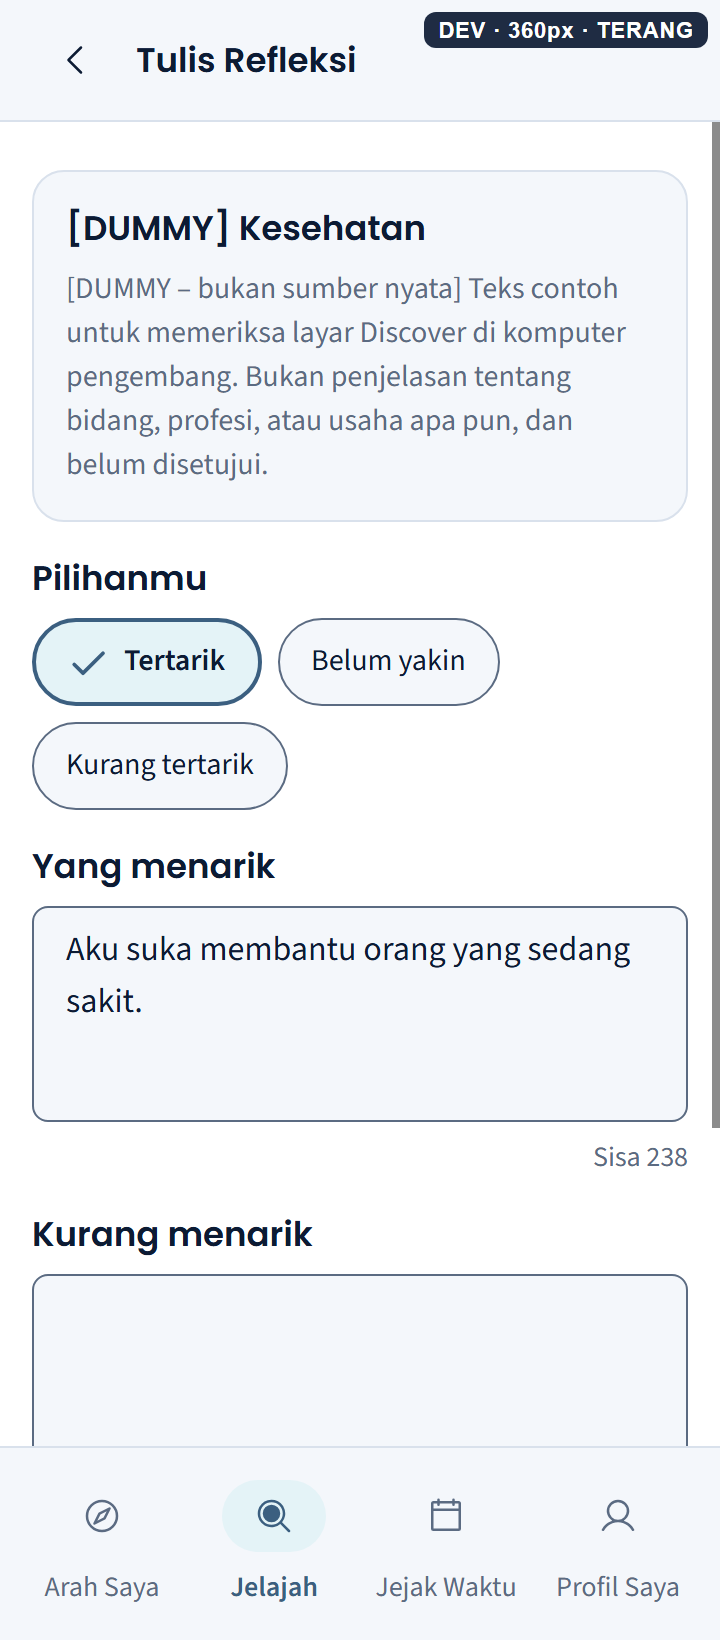 DEV · 360px · TERANG
Tulis Refleksi
[DUMMY] Kesehatan
[DUMMY – bukan sumber nyata] Teks contoh
untuk memeriksa layar Discover di komputer
pengembang. Bukan penjelasan tentang
bidang, profesi, atau usaha apa pun, dan
belum disetujui.
Pilihanmu
Tertarik
Belum yakin
Kurang tertarik
Yang menarik
Aku suka membantu orang yang sedang
sakit.
Sisa 238
Kurang menarik
Arah Saya
Jelajah
Jejak Waktu
Profil Saya